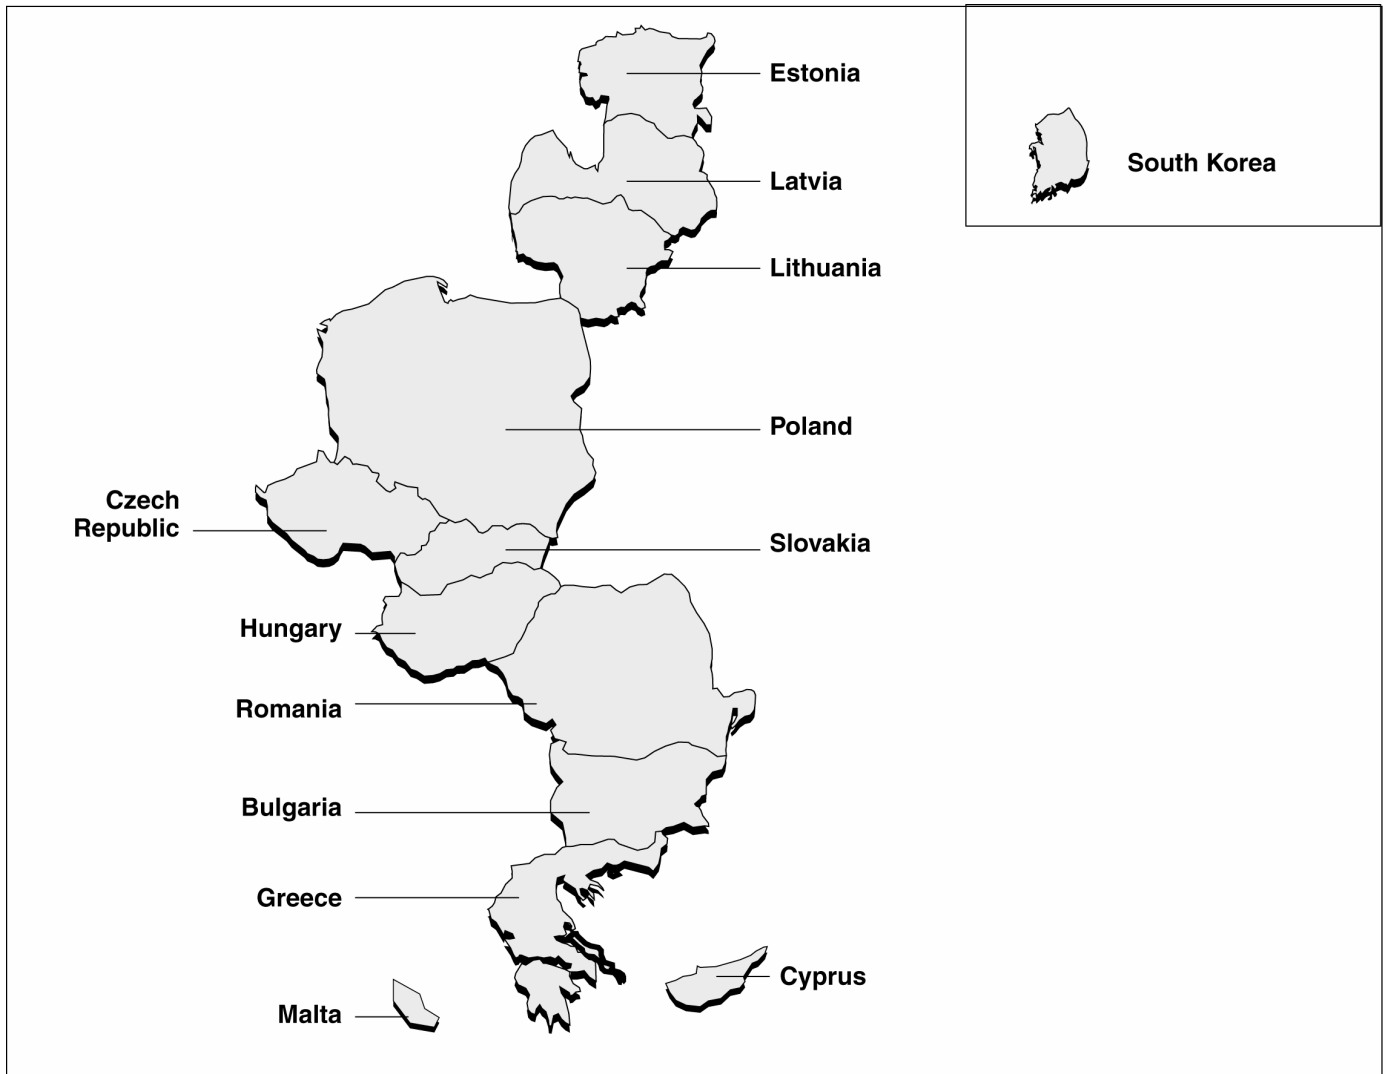 Estonia
South Korea
Latvia
Lithuania
Poland
Czech
Republic
Slovakia
Hungary
Romania
Bulgaria
Greece
Cyprus
Malta